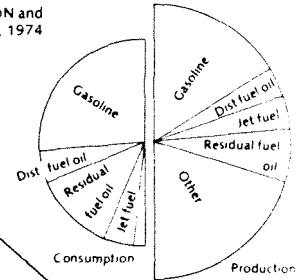 ON and
, 1974
Gasoline
Dist fuel oil
Residual
fuel oil
Jet fuel
Consumption
Gasoline
Dist fuel oil
Jet fuel
Residual fuel
oil
Other
Production